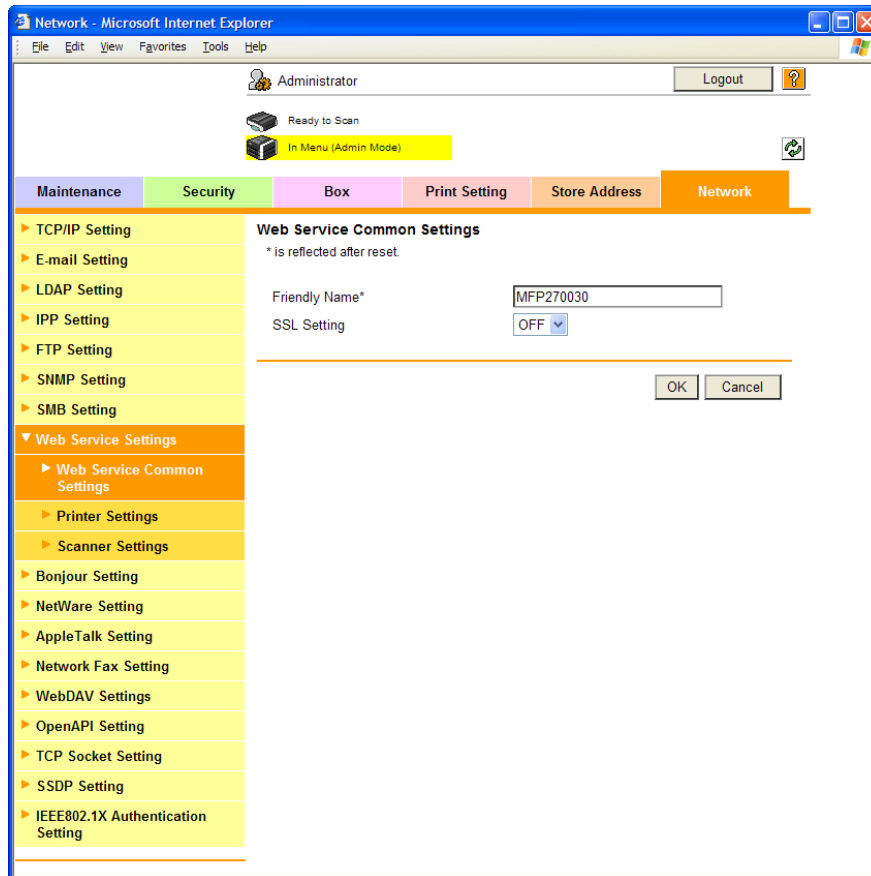 Network - Microsoft Internet Explorer
File Edit View Favorites Tools Help
Administrator
Logout
?
Ready to Scan
In Menu (Admin Mode)
Maintenance
Security
Box
Print Setting
Store Address
Network
TCP/IP Setting
E-mail Setting
LDAP Setting
IPP Setting
FTP Setting
SNMP Setting
SMB Setting
Web Service Settings
Web Service Common
Settings
Printer Settings
Scanner Settings
Bonjour Setting
NetWare Setting
AppleTalk Setting
Network Fax Setting
WebDAV Settings
OpenAPI Setting
TCP Socket Setting
SSDP Setting
IEEE802.1X Authentication
Setting
Web Service Common Settings
* is reflected after reset.
Friendly Name*
MFP270030
SSL Setting
OFF
OK
Cancel